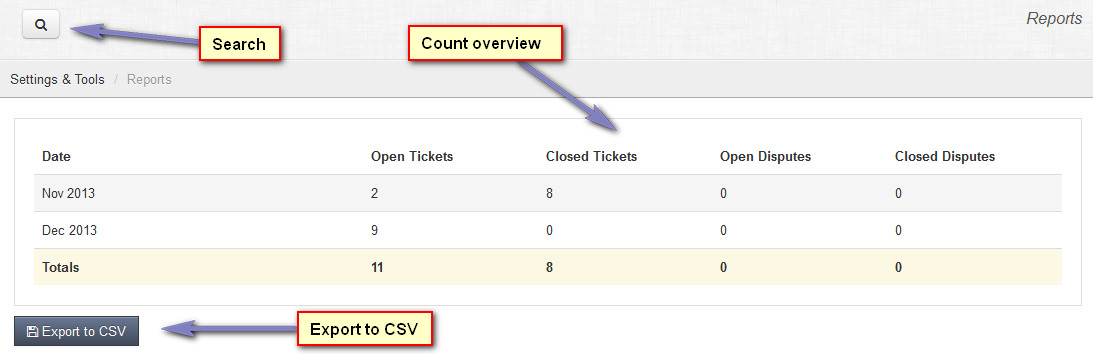 Reports
Search
Count overview
Settings & Tools / Reports
Date Open Tickets Closed Tickets Open Disputes Closed Disputes
Nov 2013 2 8 0 0
Dec 2013 9 0 0 0
Totals 11 8 0 0
Export to CSV Export to CSV